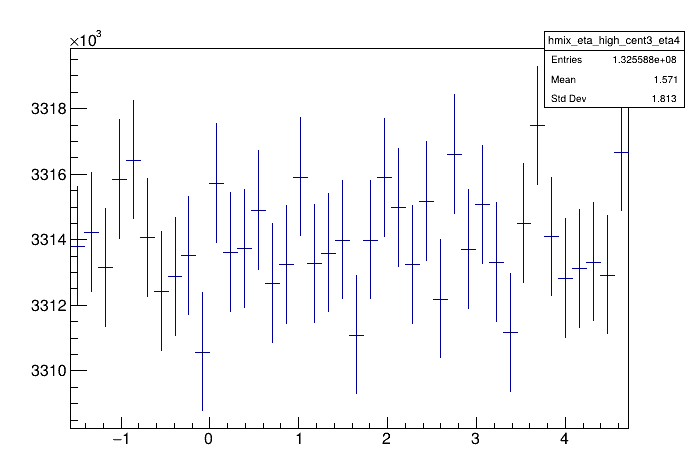 ×10³
hmix_eta_high_cent3_eta4
Entries 1.325588e+08
Mean 1.571
Std Dev 1.813
3318
3316
3314
3312
3310
−1 0 1 2 3 4